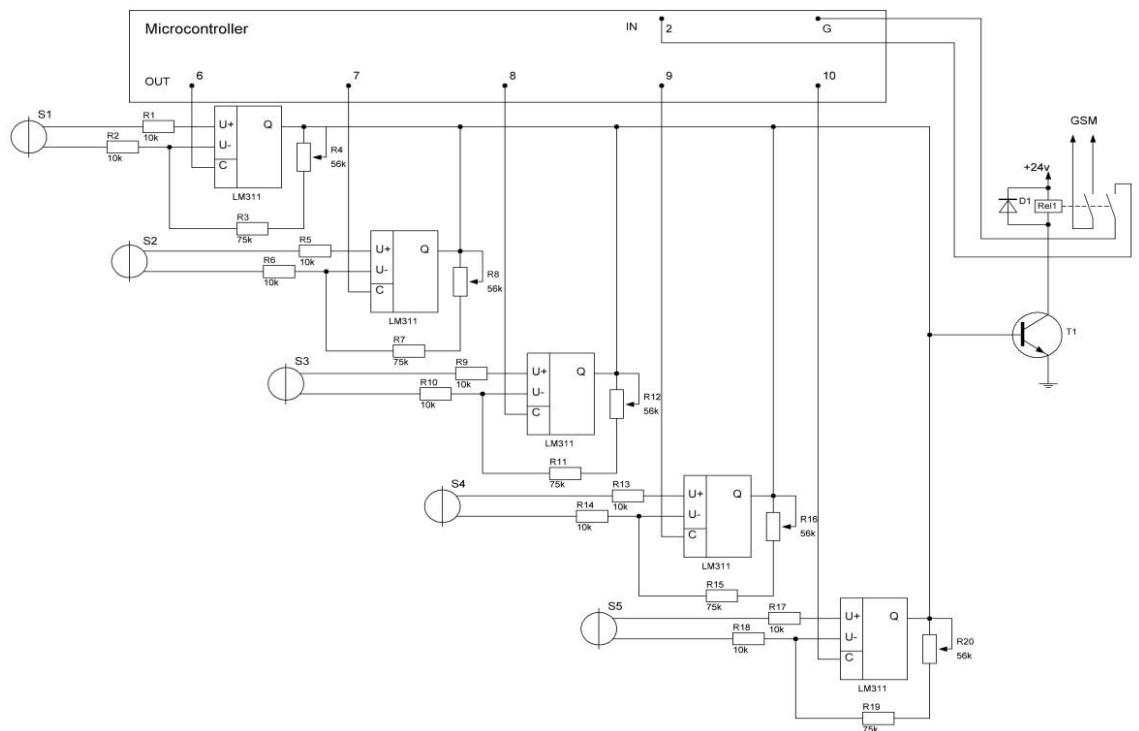 Microcontroller
IN
2
G
OUT
6
7
8
9
10
S1
R1
10k
R2
10k
U+
Q
U-
C
LM311
R4
56k
R3
75k
GSM
+24v
D1
Rel1
S2
R5
10k
R6
10k
U+
Q
U-
C
LM311
R8
56k
R7
75k
T1
S3
R9
10k
R10
10k
U+
Q
U-
C
LM311
R12
56k
R11
75k
S4
R13
10k
R14
10k
U+
Q
U-
C
LM311
R16
56k
R15
75k
S5
R17
10k
R18
10k
U+
Q
U-
C
LM311
R20
56k
R19
75k